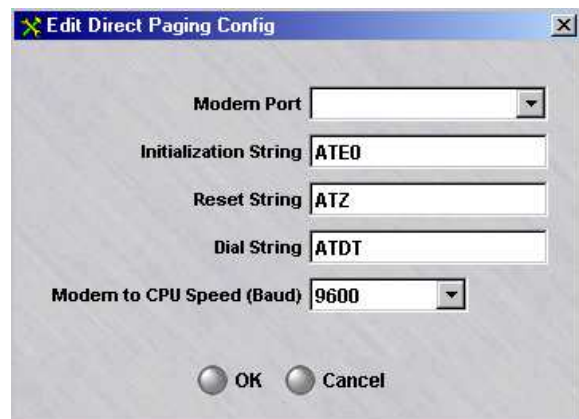 Edit Direct Paging Config
Modem Port
Initialization String ATE0
Reset String ATZ
Dial String ATDT
Modem to CPU Speed (Baud) 9600
OK Cancel